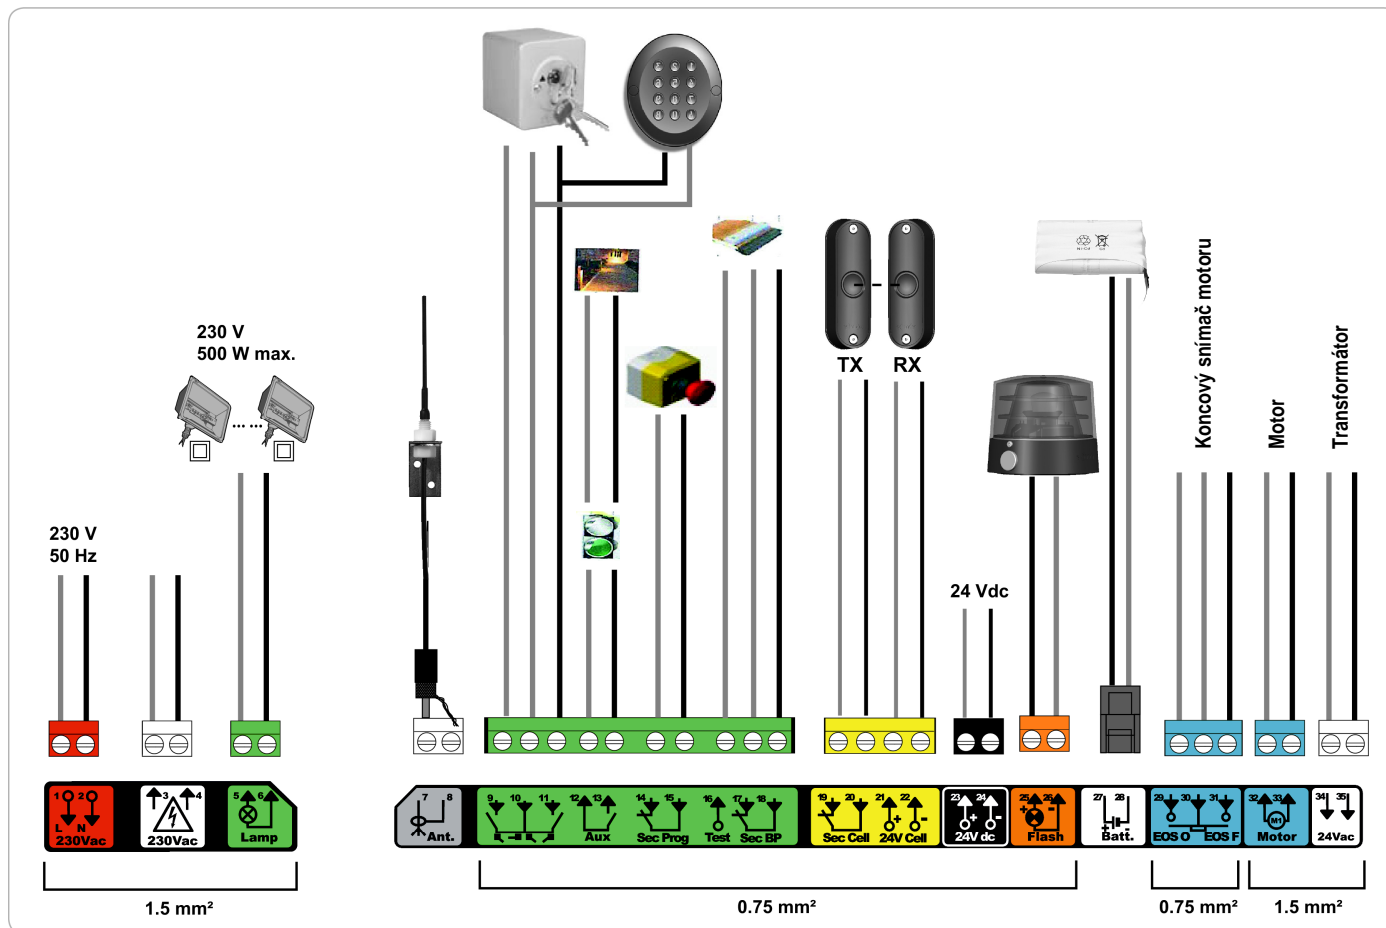 230 V
500 W max.
230 V
50 Hz
TX
RX
24 Vdc
Koncový snímač motoru
Motor
Transformátor
1 2
L N
230Vac
3 4
230Vac
5 6
Lamp
7 8
Ant.
9 10 11
12 13
Aux
14 15
Sec Prog
16
Test
17 18
Sec BP
19 20
Sec Cell
21 22
+ -
24V Cell
23 24
+ -
24V dc
25 26
+ -
Flash
27 28
+
Batt.
29 30 31
EOS O EOS F
32 33
M1
Motor
34 35
24Vac
1.5 mm²
0.75 mm²
0.75 mm²
1.5 mm²